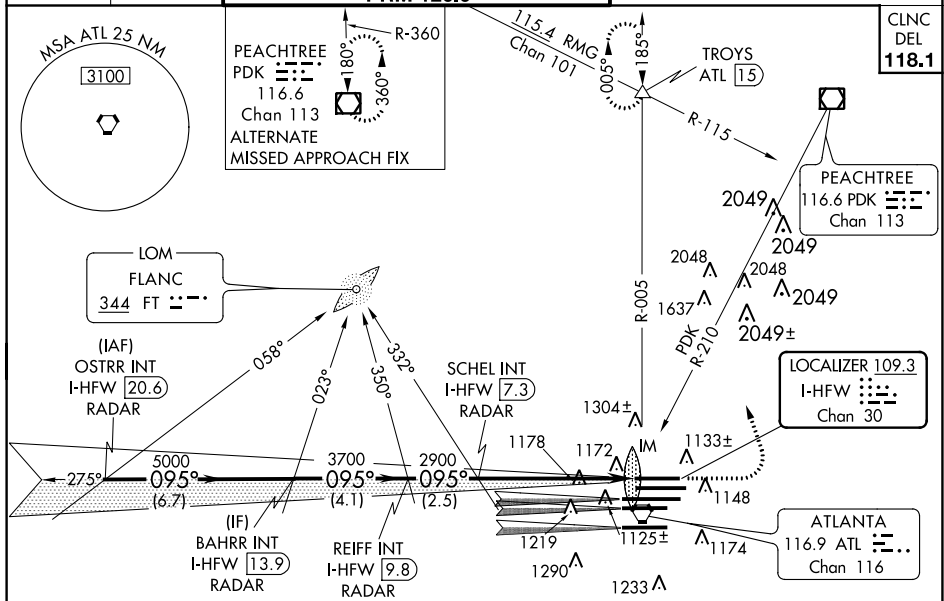 MSA ATL 25 NM
3100
PEACHTREE
PDK
116.6
Chan 113
ALTERNATE
MISSED APPROACH FIX
R-360
180°
360°
115.4 RMG
Chan 101
005°
185°
TROYS
ATL 15
R-115
CLNC
DEL
118.1
PEACHTREE
116.6 PDK
Chan 113
2049
2049
2048
2048
2049
1637
2049±
R-005
PDK
R-210
LOM
FLANC
344 FT
058°
023°
350°
332°
(IAF)
OSTRR INT
I-HFW 20.6
RADAR
SCHEL INT
I-HFW 7.3
RADAR
LOCALIZER 109.3
I-HFW
Chan 30
1304±
IM
1178
1172
1133±
275°
5000
095°
(6.7)
3700
095°
(4.1)
2900
095°
(2.5)
1148
(IF)
BAHRR INT
I-HFW 13.9
RADAR
REIFF INT
I-HFW 9.8
RADAR
1219
1125±
1174
1290
1233
ATLANTA
116.9 ATL
Chan 116